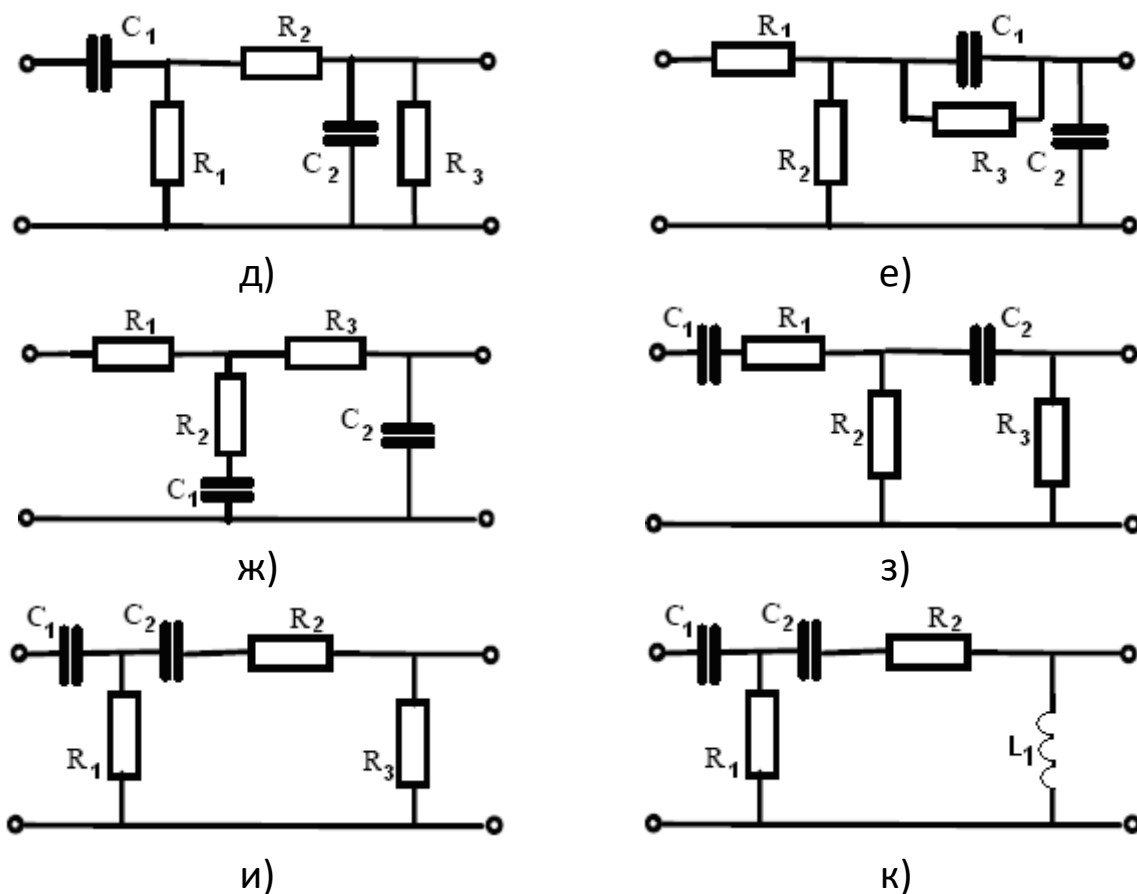 C1 R2 R1 C2 R3
д)
R1 C1 R2 R3 C2
е)
R1 R3 R2 C2 C1
ж)
C1 R1 C2 R2 R3
з)
C1 C2 R2 R1 R3
и)
C1 C2 R2 R1 L1
к)